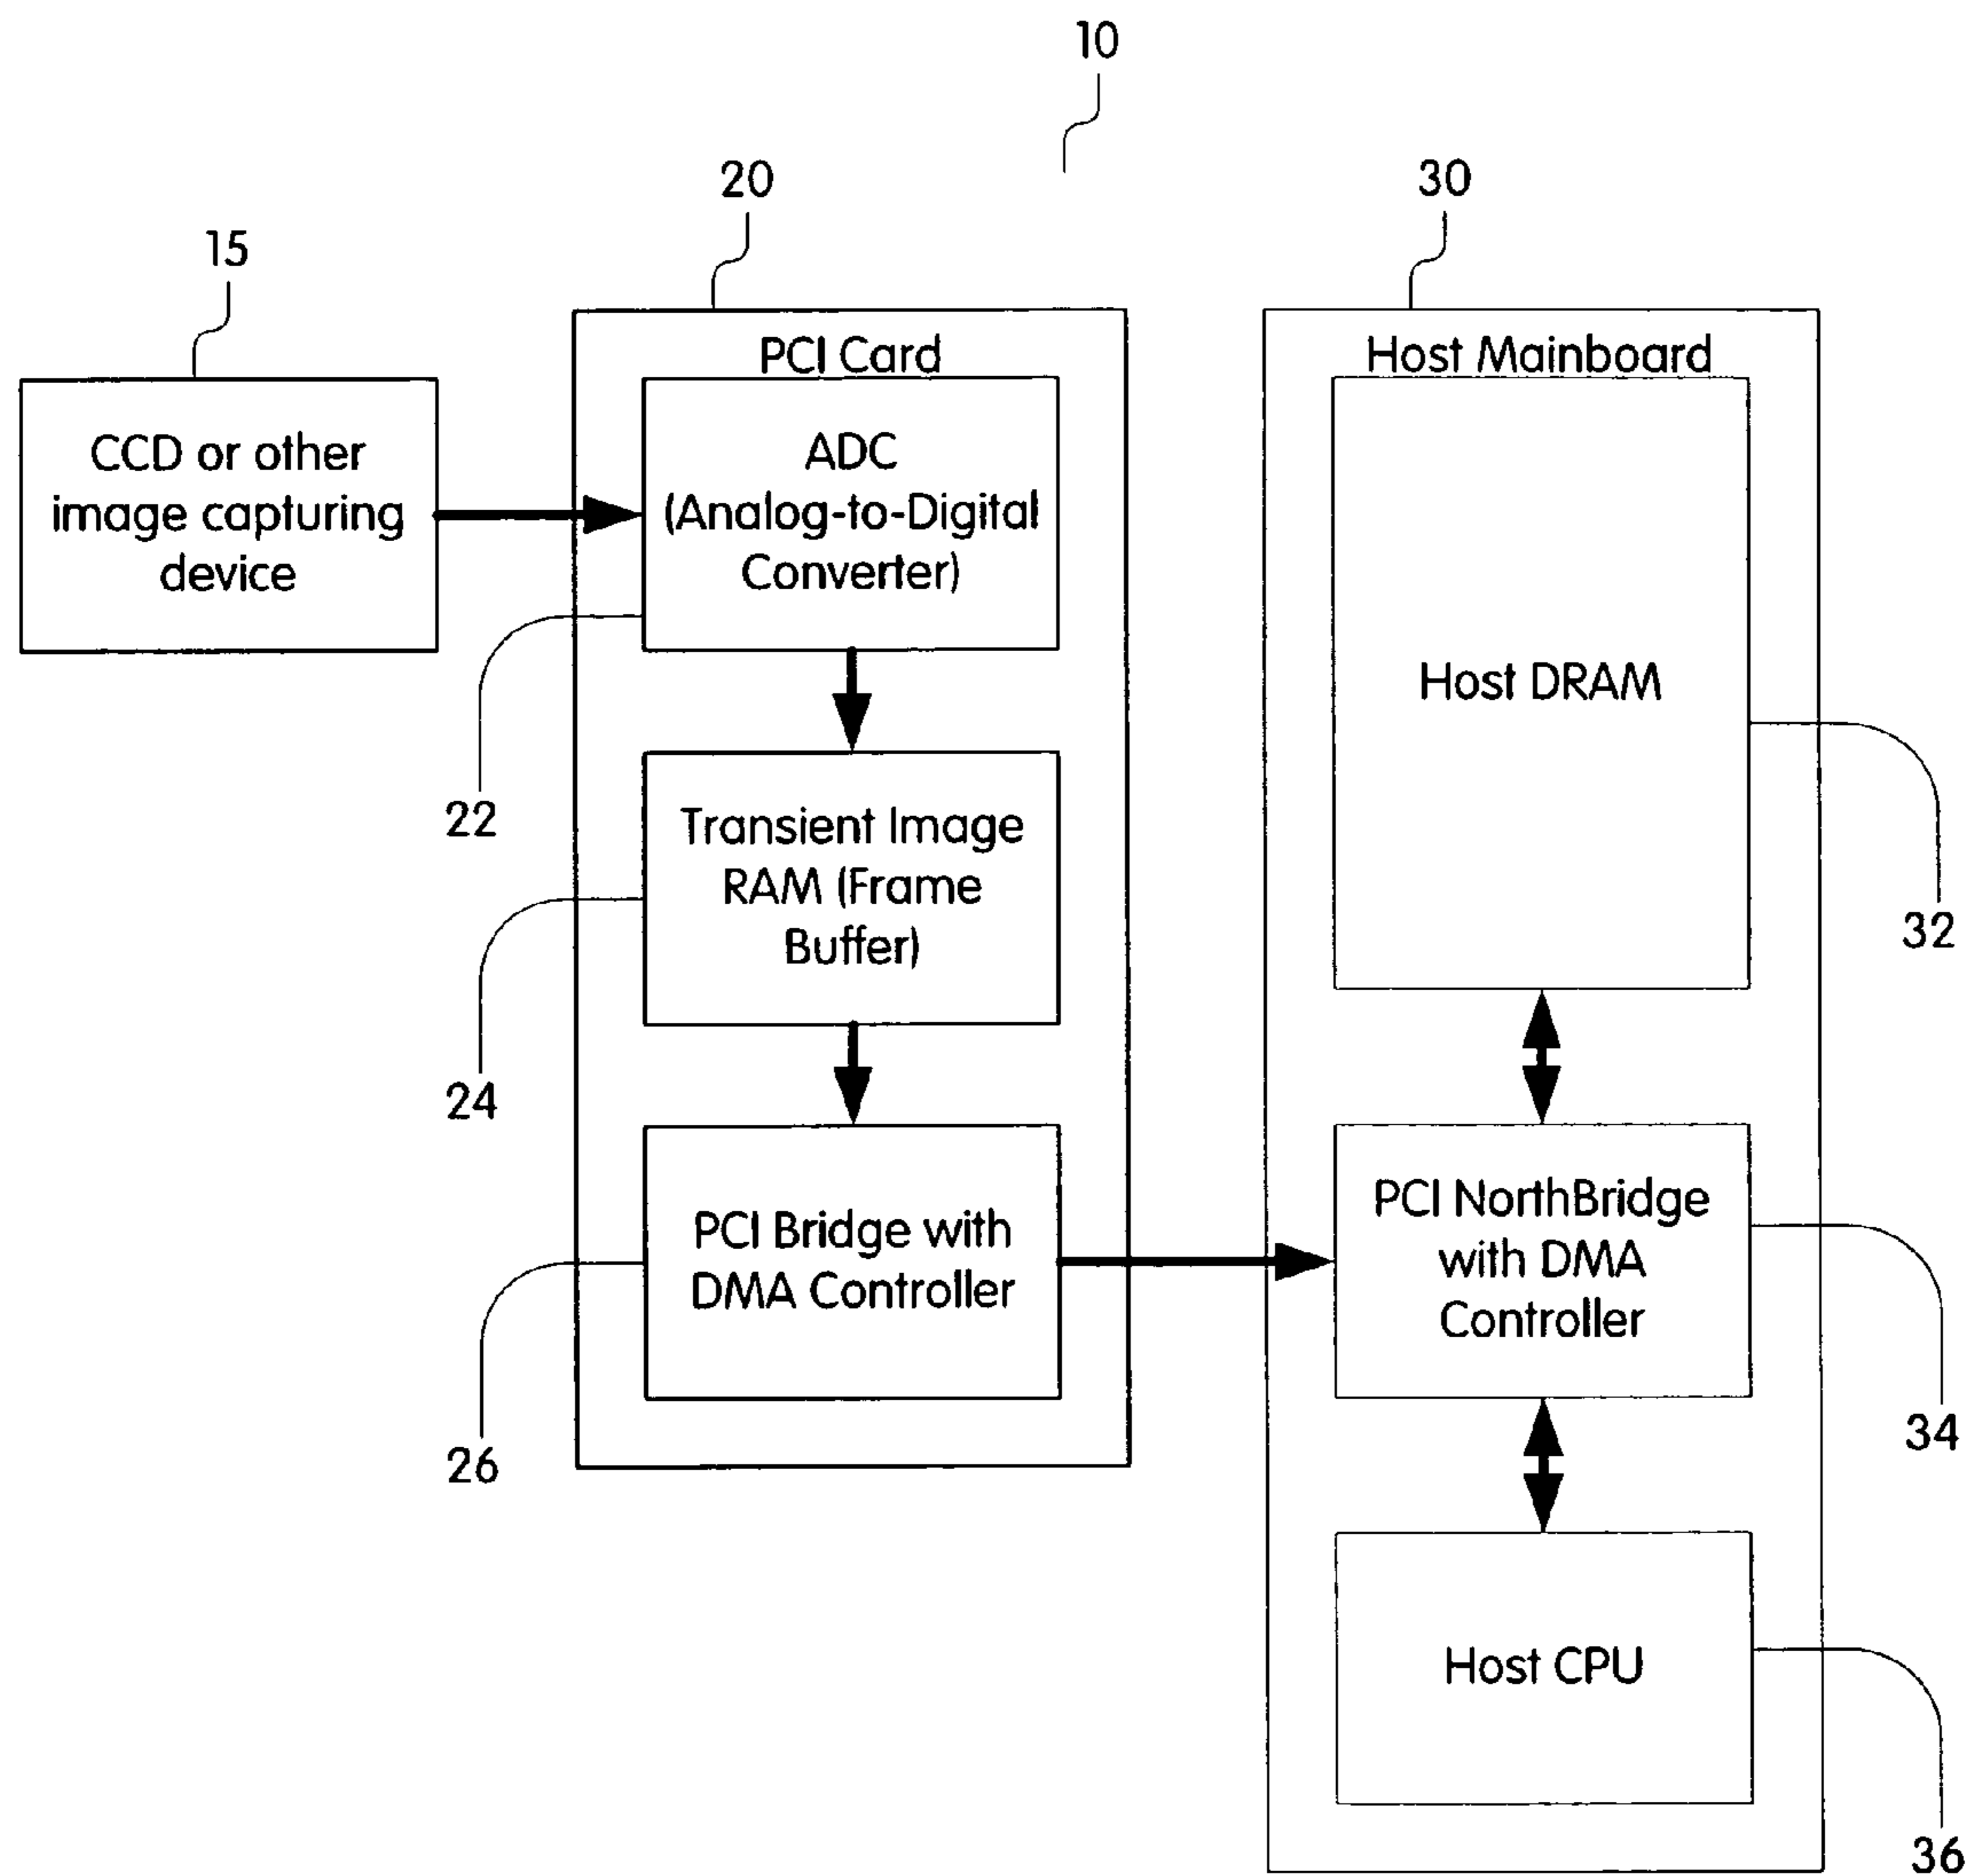 10
20
30
15
PCI Card
Host Mainboard
CCD or other
image capturing
device
ADC
(Analog-to-Digital
Converter)
22
Transient Image
RAM (Frame
Buffer)
24
PCI Bridge with
DMA Controller
26
Host DRAM
32
PCI NorthBridge
with DMA
Controller
34
Host CPU
36